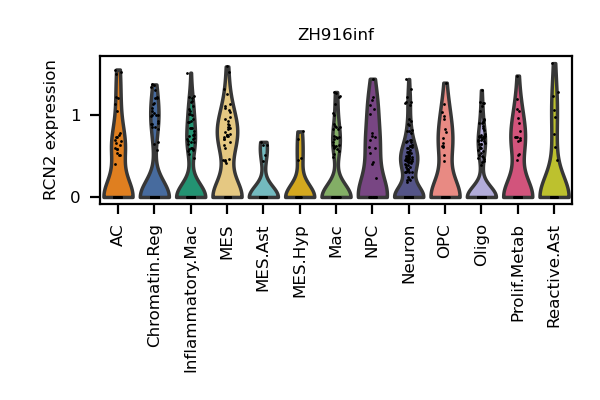 ZH916inf
RCN2 expression
1
0
AC
Chromatin.Reg
Inflammatory.Mac
MES
MES.Ast
MES.Hyp
Mac
NPC
Neuron
OPC
Oligo
Prolif.Metab
Reactive.Ast